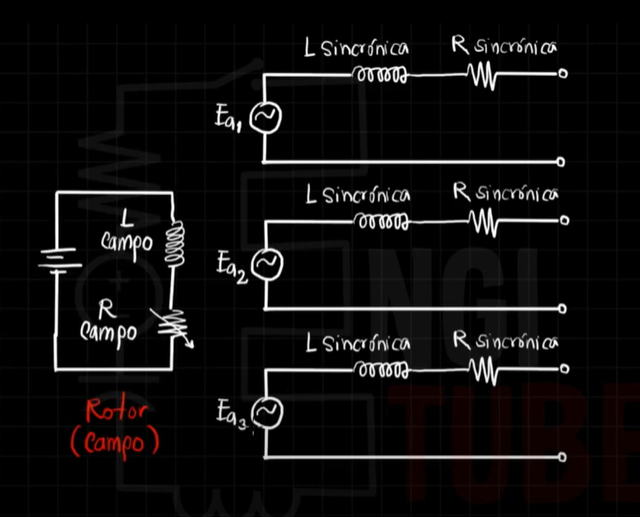 L sincrónica R sincrónica
Ea1
L sincrónica R sincrónica
L
Campo
Ea2
R
Campo
L sincrónica R sincrónica
Rotor
(Campo)
Ea3
NGI
TUBE